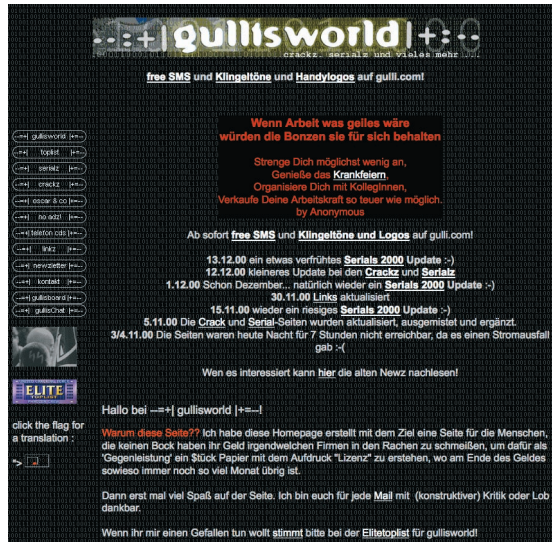 --:+| gullisworld |+:--
crackz, serialz und vieles mehr ...
free SMS und Klingeltöne und Handylogos auf gulli.com!
--=+| gullisworld |+=--
--=+| toplist |+=--
--=+| serialz |+=--
--=+| crackz |+=--
--=+| oscar & co |+=--
--=+| no adz! |+=--
--=+| telefon cds |+=--
--=+| linkz |+=--
--=+| newzletter |+=--
--=+| kontakt |+=--
--=+| gullisboard |+=--
--=+| gullisChat |+=--
ELITE
TOPLIST
click the flag for
a translation :
*>
Wenn Arbeit was geiles wäre
würden die Bonzen sie für sich behalten
Strenge Dich möglichst wenig an,
Genieße das Krankfeiern,
Organisiere Dich mit KollegInnen,
Verkaufe Deine Arbeitskraft so teuer wie möglich.
by Anonymous
Ab sofort free SMS und Klingeltöne und Logos auf gulli.com!
13.12.00 ein etwas verfrühtes Serials 2000 Update :-)
12.12.00 kleineres Update bei den Crackz und Serialz
1.12.00 Schon Dezember... natürlich wieder ein Serials 2000 Update :-)
30.11.00 Links aktualisiert
15.11.00 wieder ein riesiges Serials 2000 Update :-)
5.11.00 Die Crack und Serial-Seiten wurden aktualisiert, ausgemistet und ergänzt.
3/4.11.00 Die Seiten waren heute Nacht für 7 Stunden nicht erreichbar, da es einen Stromausfall
gab :-(
Wen es interessiert kann hier die alten Newz nachlesen!
Hallo bei --=+| gullisworld |+=--!
Warum diese Seite?? Ich habe diese Homepage erstellt mit dem Ziel eine Seite für die Menschen,
die keinen Bock haben ihr Geld irgendwelchen Firmen in den Rachen zu schmeißen, um dafür als
'Gegenleistung' ein $tück Papier mit dem Aufdruck "Lizenz" zu erstehen, wo am Ende des Geldes
sowieso immer noch so viel Monat übrig ist.
Dann erst mal viel Spaß auf der Seite. Ich bin euch für jede Mail mit (konstruktiver) Kritik oder Lob
dankbar.
Wenn ihr mir einen Gefallen tun wollt stimmt bitte bei der Elitetoplist für gullisworld!